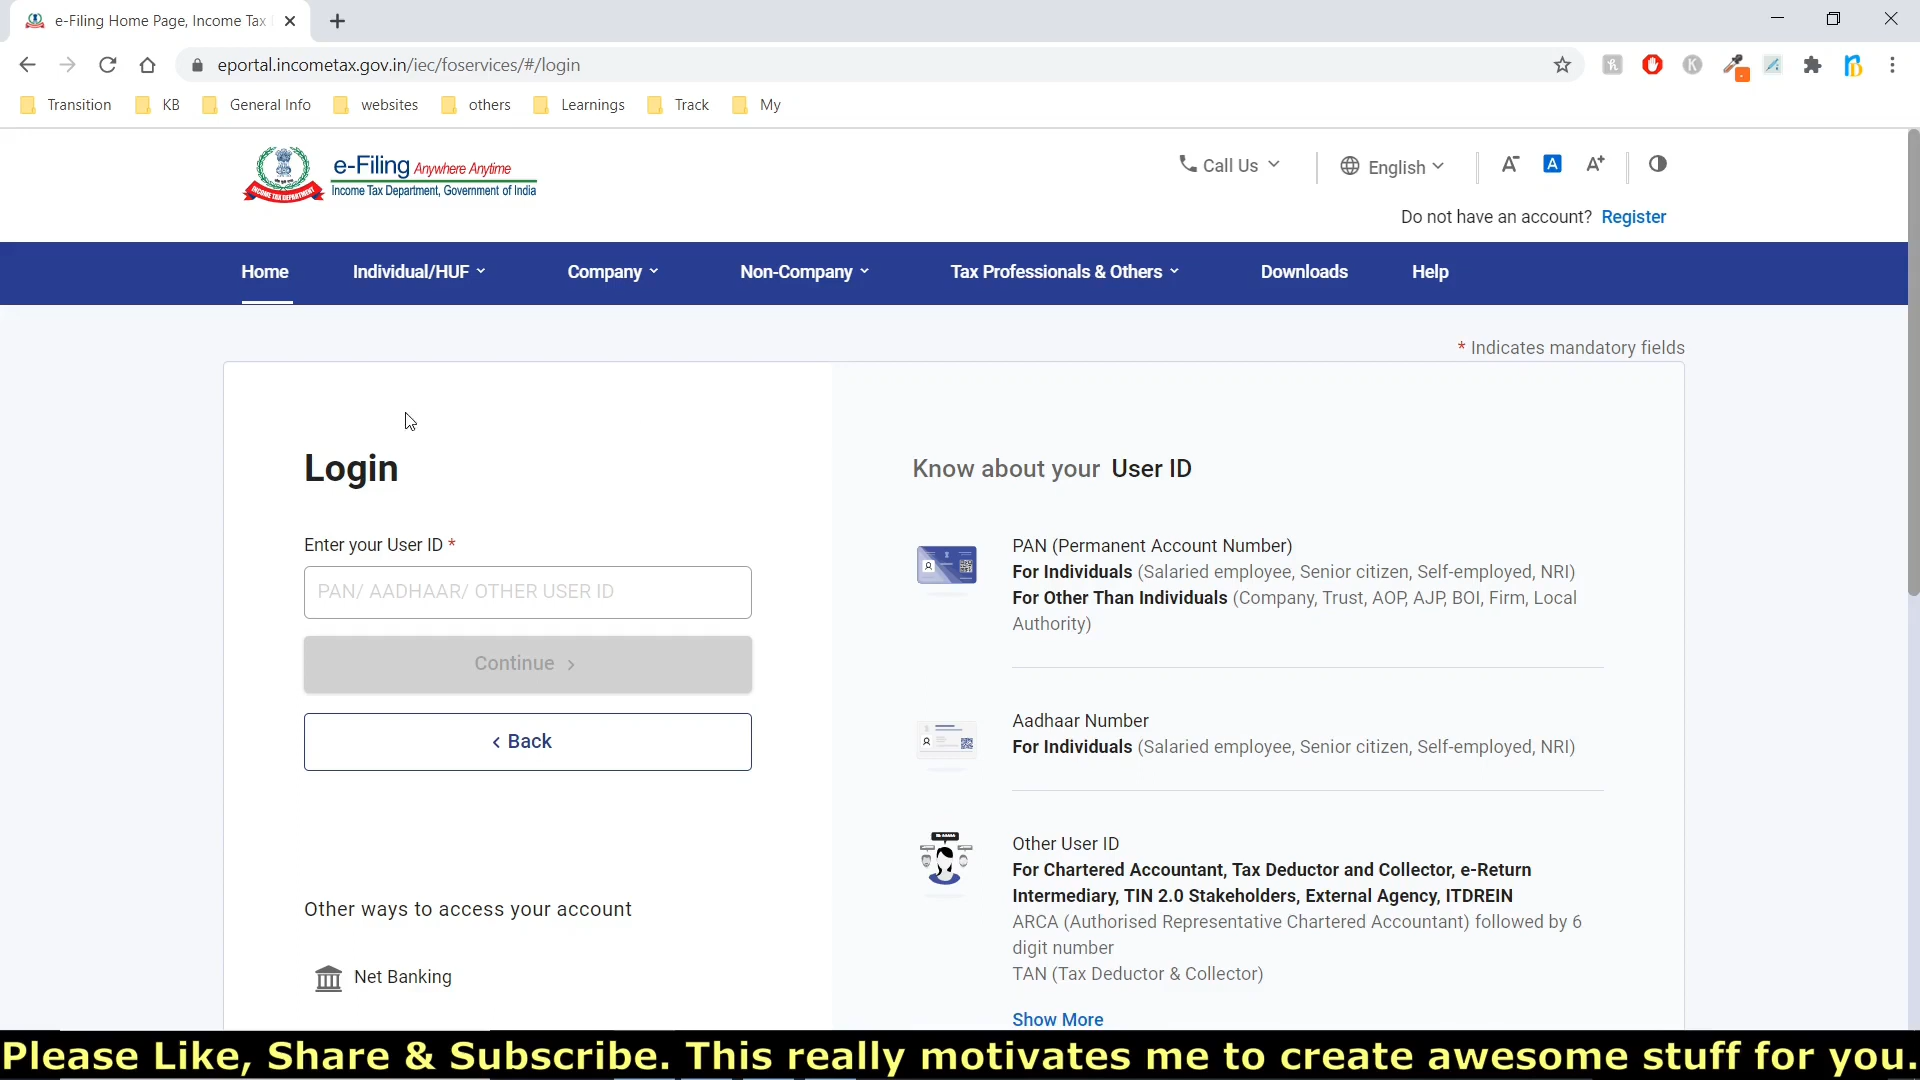 e-Filing Home Page, Income Tax
eportal.incometax.gov.in/iec/foservices/#/login
Transition KB General Info websites others Learnings Track My
e-Filing Anywhere Anytime
Income Tax Department, Government of India
INCOME TAX DEPARTMENT
Call Us English A- A A+
Do not have an account? Register
Home Individual/HUF Company Non-Company Tax Professionals & Others Downloads Help
* Indicates mandatory fields
Login
Enter your User ID *
PAN/ AADHAAR/ OTHER USER ID
Continue >
< Back
Other ways to access your account
Net Banking
Know about your User ID
PAN (Permanent Account Number)
For Individuals (Salaried employee, Senior citizen, Self-employed, NRI)
For Other Than Individuals (Company, Trust, AOP, AJP, BOI, Firm, Local
Authority)
Aadhaar Number
For Individuals (Salaried employee, Senior citizen, Self-employed, NRI)
Other User ID
For Chartered Accountant, Tax Deductor and Collector, e-Return
Intermediary, TIN 2.0 Stakeholders, External Agency, ITDREIN
ARCA (Authorised Representative Chartered Accountant) followed by 6
digit number
TAN (Tax Deductor & Collector)
Show More
Please Like, Share & Subscribe. This really motivates me to create awesome stuff for you.